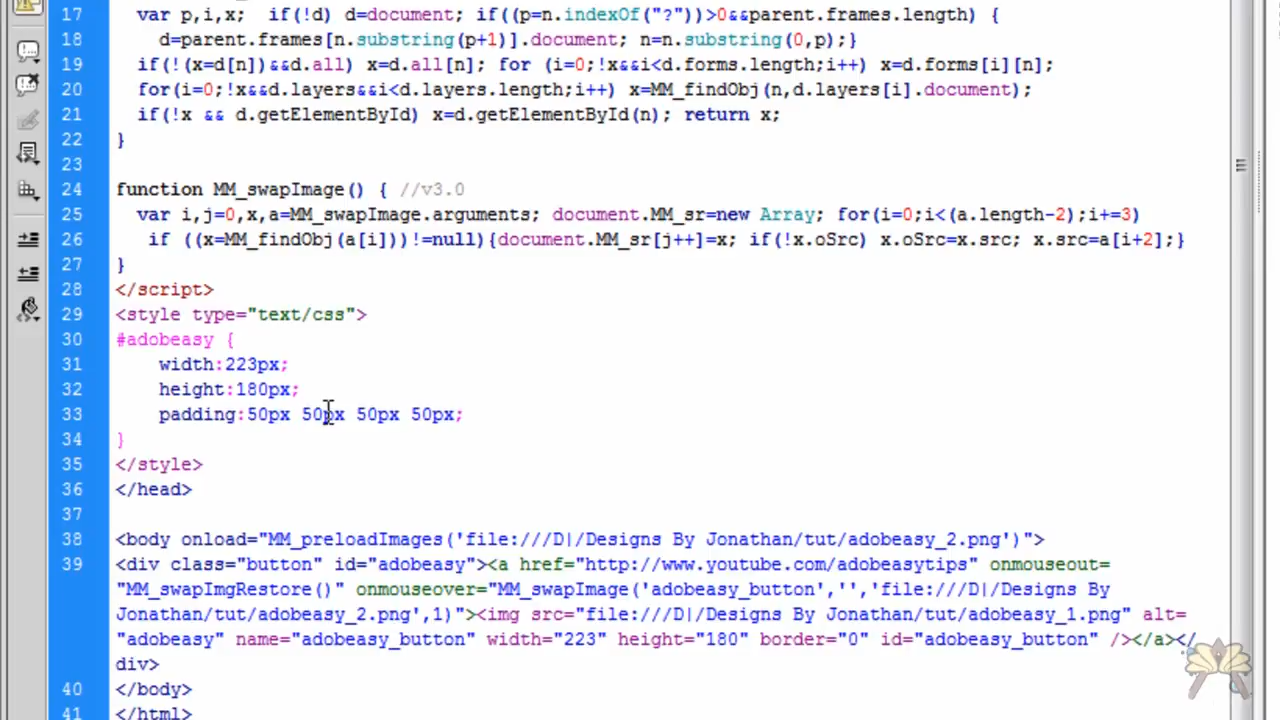 17 var p,i,x;  if(!d) d=document; if((p=n.indexOf("?"))>0&&parent.frames.length) {
18 d=parent.frames[n.substring(p+1)].document; n=n.substring(0,p);}
19 if(!(x=d[n])&&d.all) x=d.all[n]; for (i=0;!x&&i<d.forms.length;i++) x=d.forms[i][n];
20 for(i=0;!x&&d.layers&&i<d.layers.length;i++) x=MM_findObj(n,d.layers[i].document);
21 if(!x && d.getElementById) x=d.getElementById(n); return x;
22 }
23
24 function MM_swapImage() { //v3.0
25 var i,j=0,x,a=MM_swapImage.arguments; document.MM_sr=new Array; for(i=0;i<(a.length-2);i+=3)
26 if ((x=MM_findObj(a[i]))!=null){document.MM_sr[j++]=x; if(!x.oSrc) x.oSrc=x.src; x.src=a[i+2];}
27 }
28 </script>
29 <style type="text/css">
30 #adobeasy {
31 width:223px;
32 height:180px;
33 padding:50px 50px 50px 50px;
34 }
35 </style>
36 </head>
37
38 <body onload="MM_preloadImages('file:///D|/Designs By Jonathan/tut/adobeasy_2.png')">
39 <div class="button" id="adobeasy"><a href="http://www.youtube.com/adobeasytips" onmouseout=
"MM_swapImgRestore()" onmouseover="MM_swapImage('adobeasy_button','','file:///D|/Designs By
Jonathan/tut/adobeasy_2.png',1)"><img src="file:///D|/Designs By Jonathan/tut/adobeasy_1.png" alt=
"adobeasy" name="adobeasy_button" width="223" height="180" border="0" id="adobeasy_button" /></a></
div>
40 </body>
41 </html>